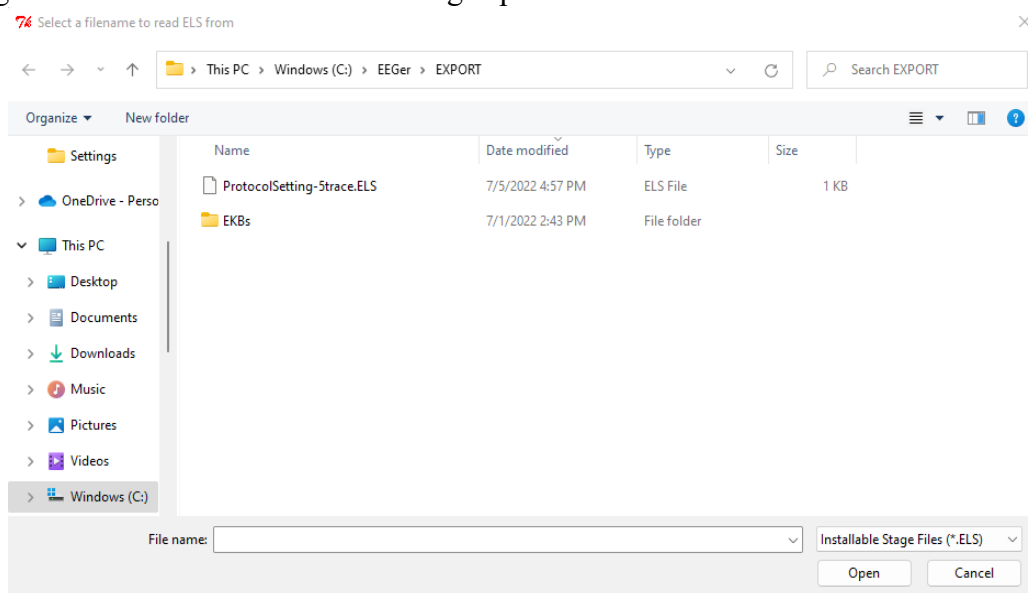 Select a filename to read ELS from
This PC > Windows (C:) > EEGer > EXPORT
Search EXPORT
Organize
New folder
Settings
OneDrive - Perso
This PC
Desktop
Documents
Downloads
Music
Pictures
Videos
Windows (C:)
Name Date modified Type Size
ProtocolSetting-5trace.ELS 7/5/2022 4:57 PM ELS File 1 KB
EKBs 7/1/2022 2:43 PM File folder
File name:
Installable Stage Files (*.ELS)
Open Cancel